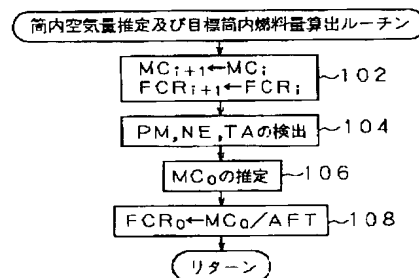 筒内空気量推定及び目標筒内燃料量算出ルーチン
MCi+1←MCi
FCRi+1←FCRi
102
PM,NE,TAの検出
104
MC0の推定
106
FCR0←MC0/AFT
108
リターン